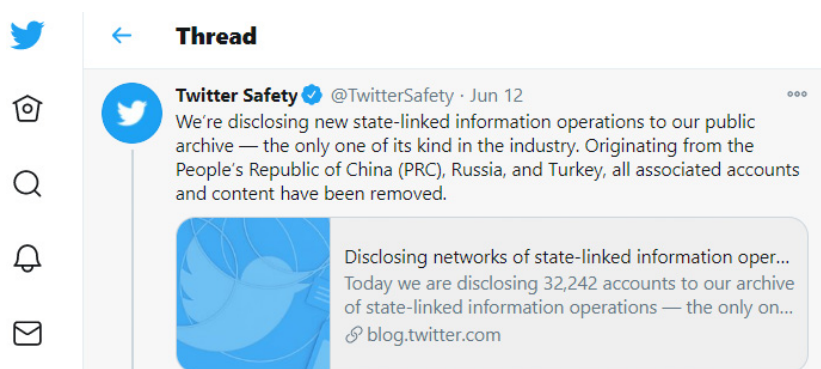 Thread
Twitter Safety @TwitterSafety · Jun 12
We're disclosing new state-linked information operations to our public
archive — the only one of its kind in the industry. Originating from the
People's Republic of China (PRC), Russia, and Turkey, all associated accounts
and content have been removed.
Disclosing networks of state-linked information oper...
Today we are disclosing 32,242 accounts to our archive
of state-linked information operations — the only on...
blog.twitter.com